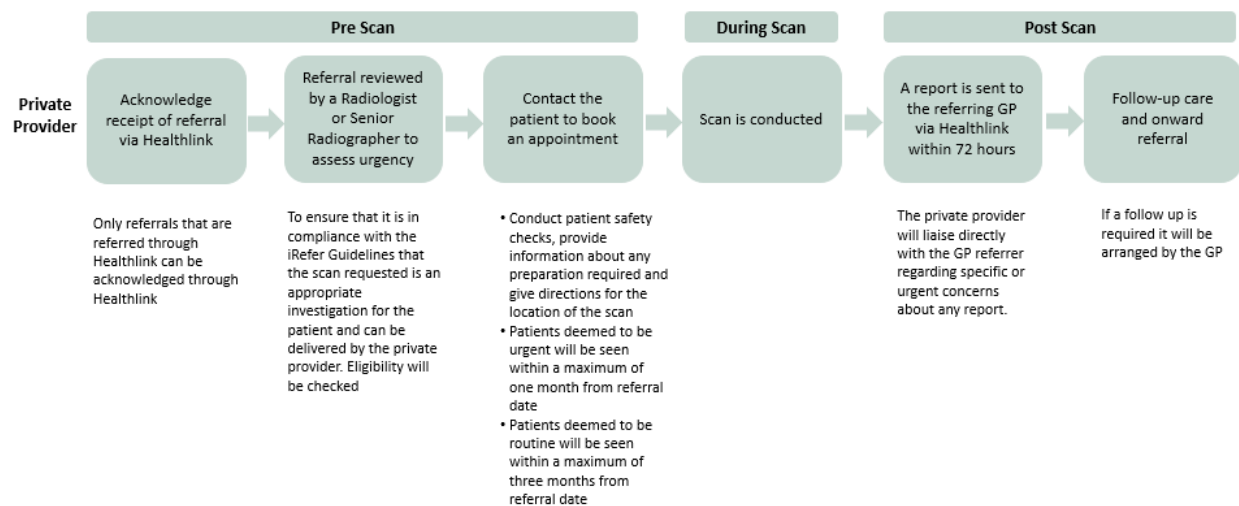 Pre Scan
During Scan
Post Scan
Private
Provider
Acknowledge
receipt of referral
via Healthlink
Referral reviewed
by a Radiologist
or Senior
Radiographer to
assess urgency
Contact the
patient to book
an appointment
Scan is conducted
A report is sent to
the referring GP
via Healthlink
within 72 hours
Follow-up care
and onward
referral
Only referrals that are
referred through
Healthlink can be
acknowledged through
Healthlink
To ensure that it is in
compliance with the
iRefer Guidelines that
the scan requested is an
appropriate
investigation for the
patient and can be
delivered by the private
provider. Eligibility will
be checked
• Conduct patient safety
checks, provide
information about any
preparation required and
give directions for the
location of the scan
• Patients deemed to be
urgent will be seen
within a maximum of
one month from referral
date
• Patients deemed to be
routine will be seen
within a maximum of
three months from
referral date
The private provider
will liaise directly
with the GP referrer
regarding specific or
urgent concerns
about any report.
If a follow up is
required it will be
arranged by the GP